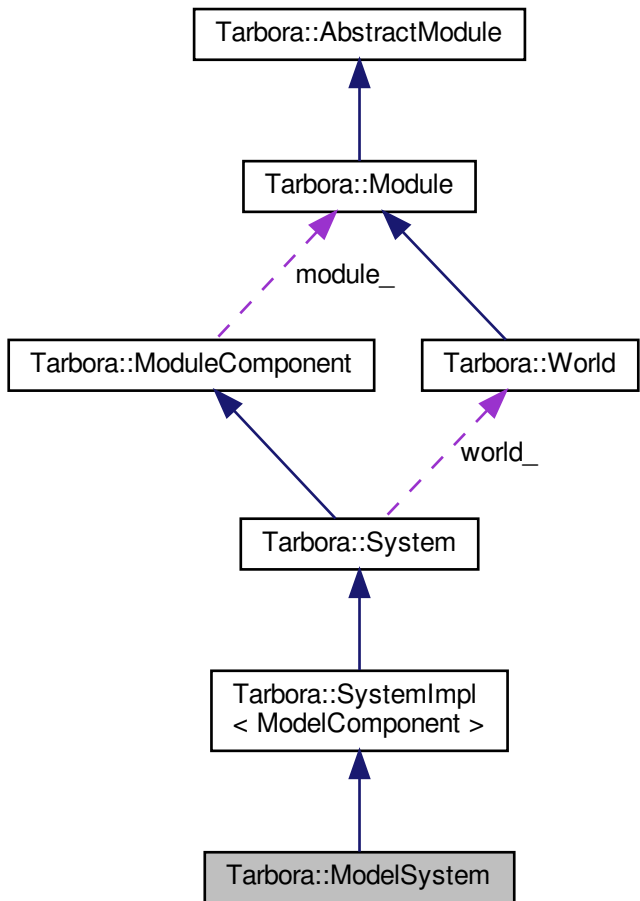 Tarbora::AbstractModule
Tarbora::Module
module_
Tarbora::ModuleComponent
Tarbora::World
world_
Tarbora::System
Tarbora::SystemImpl
< ModelComponent >
Tarbora::ModelSystem